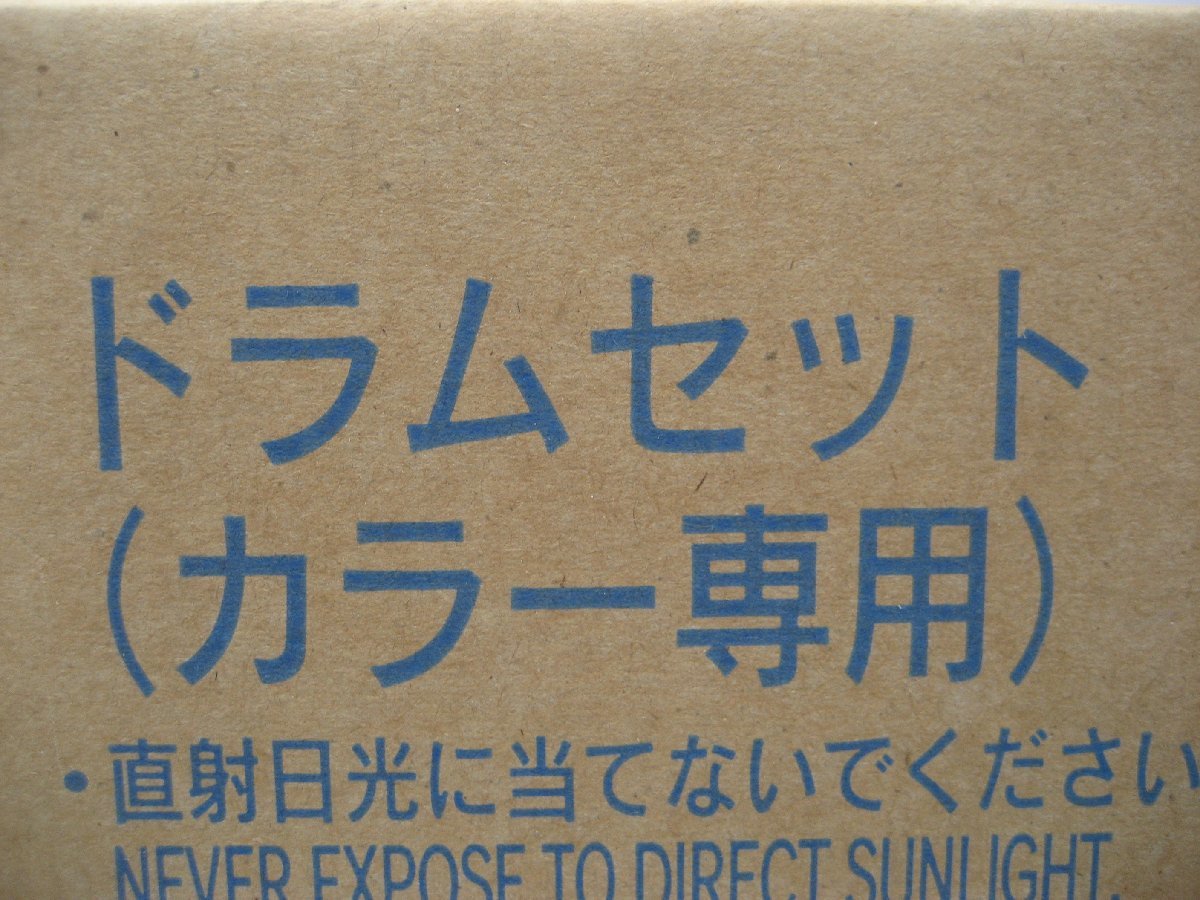 ドラムセット
(カラー専用)
・直射日光に当てないでください
NEVER EXPOSE TO DIRECT SUNLIGHT.